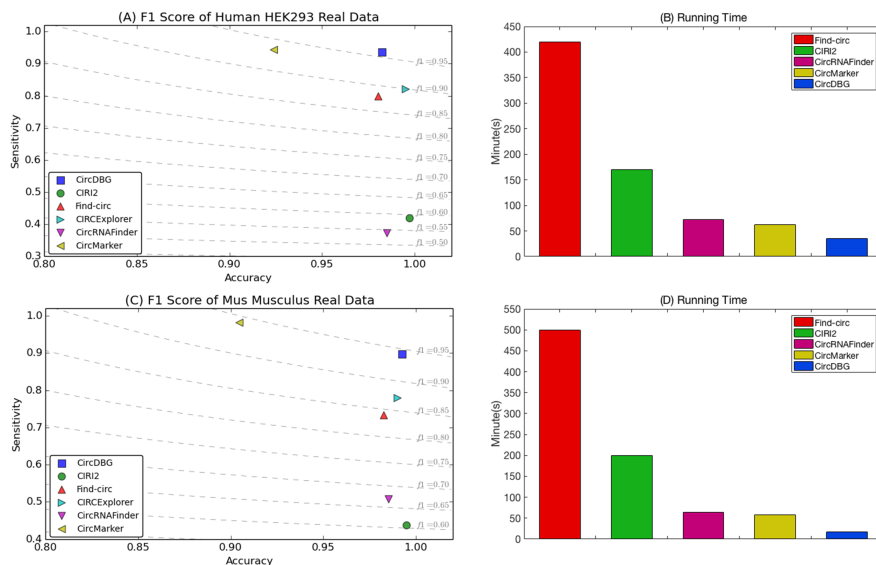 (A) F1 Score of Human HEK293 Real Data
1.0
0.9
0.8
0.7
0.6
0.5
0.4
0.3
Sensitivity
f1=0.95
f1=0.90
f1=0.85
f1=0.80
f1=0.75
f1=0.70
f1=0.65
f1=0.60
f1=0.55
f1=0.50
CircDBG
CIRI2
Find-circ
CIRCExplorer
CircRNAFinder
CircMarker
0.80
0.90
0.95
1.00
Accuracy
(B) Running Time
450
400
350
300
250
200
150
100
50
0
Minute(s)
Find-circ
CIRI2
CircRNAFinder
CircMarker
CircDBG
(C) F1 Score of Mus Musculus Real Data
1.0
0.9
0.8
0.7
0.6
0.5
0.4
Sensitivity
f1=0.95
f1=0.90
f1=0.85
f1=0.80
f1=0.75
f1=0.70
f1=0.65
f1=0.60
CircDBG
CIRI2
Find-circ
CIRCExplorer
CircRNAFinder
CircMarker
0.80
0.85
0.90
0.95
1.00
Accuracy
(D) Running Time
550
500
450
400
350
300
250
200
150
100
50
0
Minute(s)
Find-circ
CIRI2
CircRNAFinder
CircMarker
CircDBG